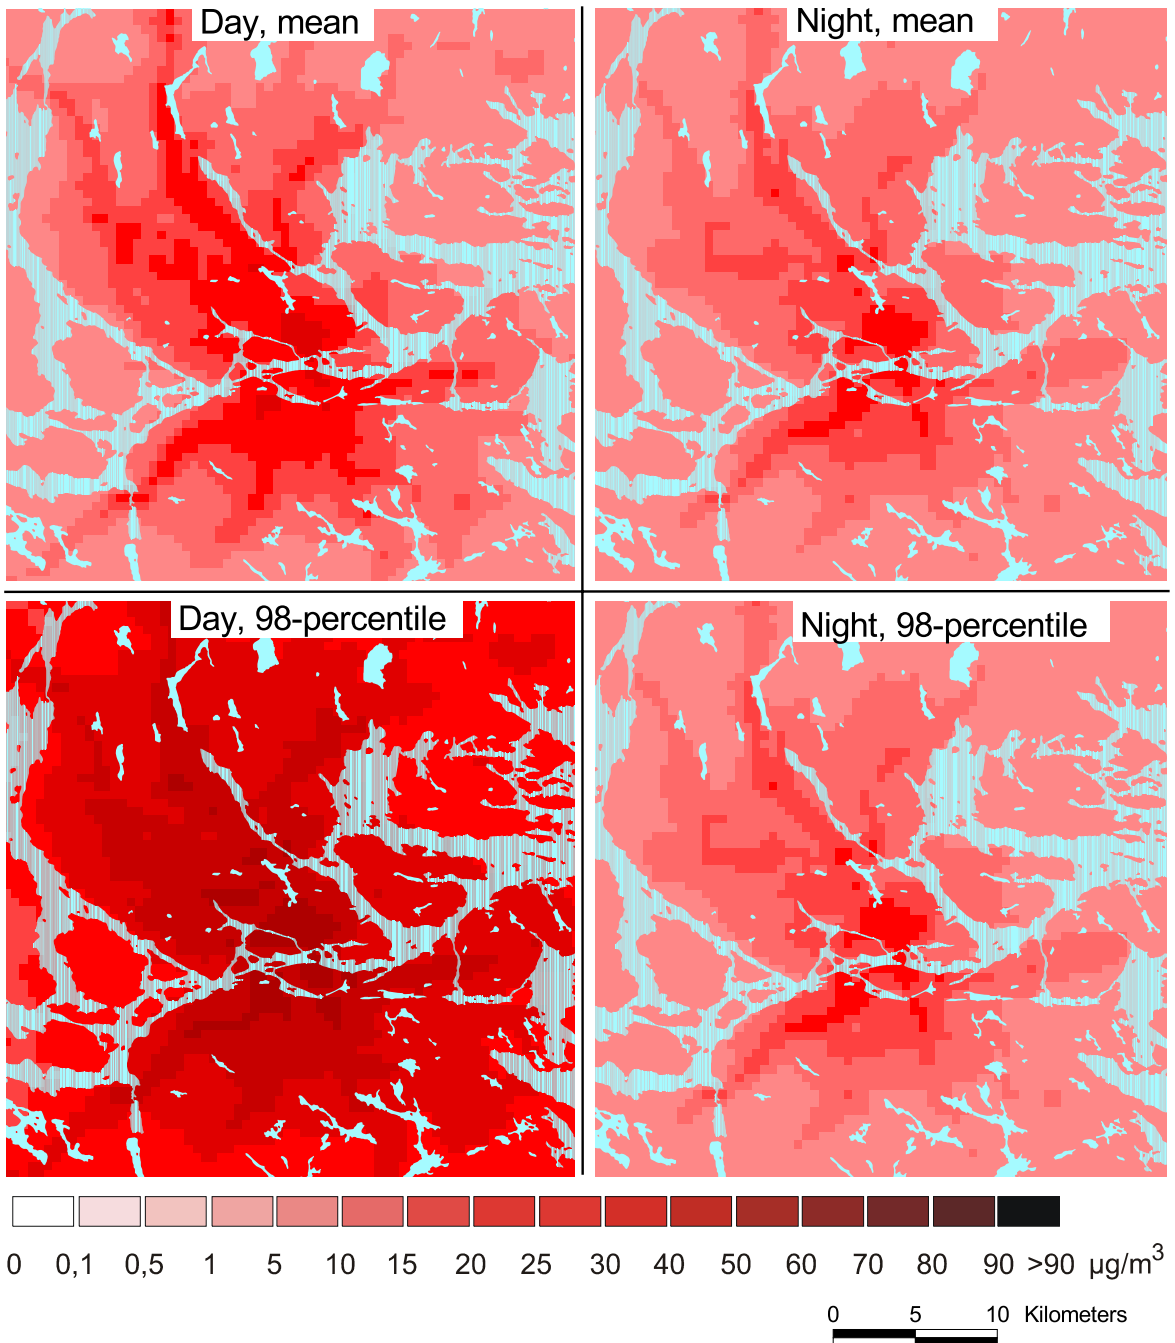 Day, mean
Night, mean
Day, 98-percentile
Night, 98-percentile
0 0,1 0,5 1 5 10 15 20 25 30 40 50 60 70 80 90 >90 µg/m³
0 5 10 Kilometers